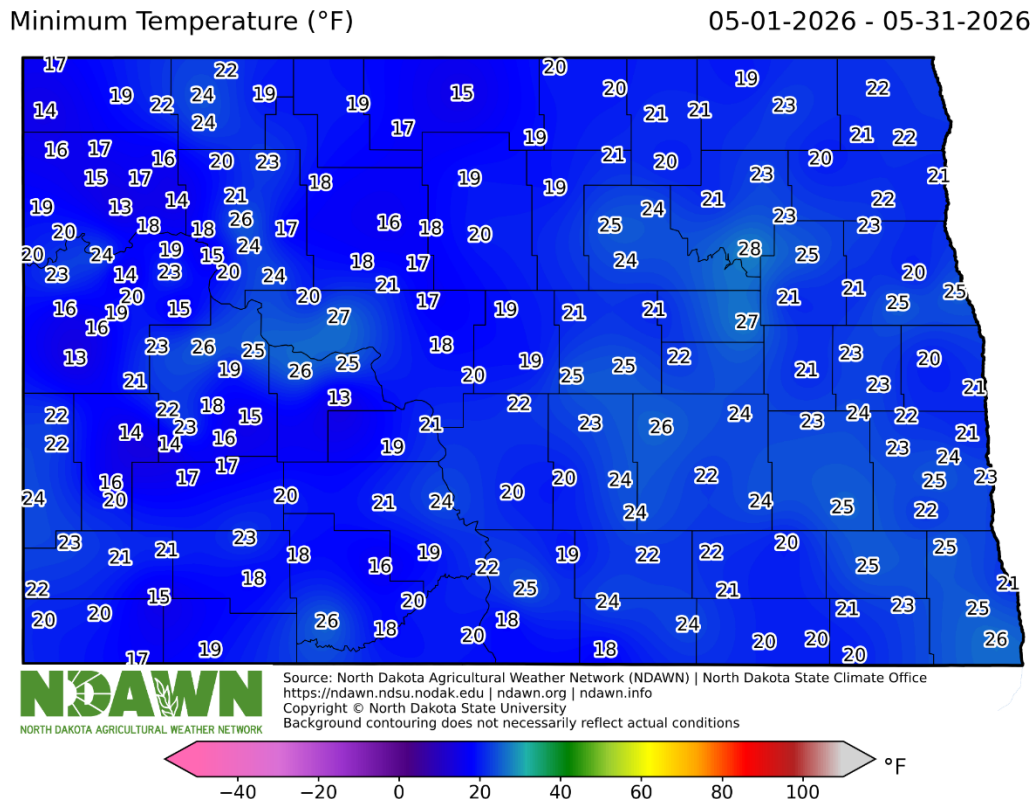 Minimum Temperature (°F) 05-01-2026 - 05-31-2026
17 22 20
19 24 19 15 20 19 22
14 22 19 21 21 23
24 17 19 21 22
16 17 16 20 23 21 20 23 20
15 17 18 19 19 21
19 13 14 21 24 21 22
20 18 18 26 17 16 18 20 25 23 23
20 24 19 15 24 18 17 24 28 25
23 14 23 20 24 21 20
16 20 15 20 17 19 21 21 21 21 25 25
19 27 27
16
13 23 26 25 18 19 25 22 23 20
21 19 26 25 20 25 21 23 21
22 22 18 15 13 21 22 23 26 24 23 24 22
22 14 23 16 19 23 21
14
16 17 17 20 21 24 20 20 24 22 24 25 25 24 23
24 20 24 22
23 21 21 23 18 19 19 22 22 20 25 25
22 18 16 22 25 21 21
20 20 15 26 20 18 24 24 21 23 25
18 20 20 20 26
17 19 18 20
NDAWN
NORTH DAKOTA AGRICULTURAL WEATHER NETWORK
Source: North Dakota Agricultural Weather Network (NDAWN) | North Dakota State Climate Office
https://ndawn.ndsu.nodak.edu | ndawn.org | ndawn.info
Copyright © North Dakota State University
Background contouring does not necessarily reflect actual conditions
−40 −20 0 20 40 60 80 100 °F